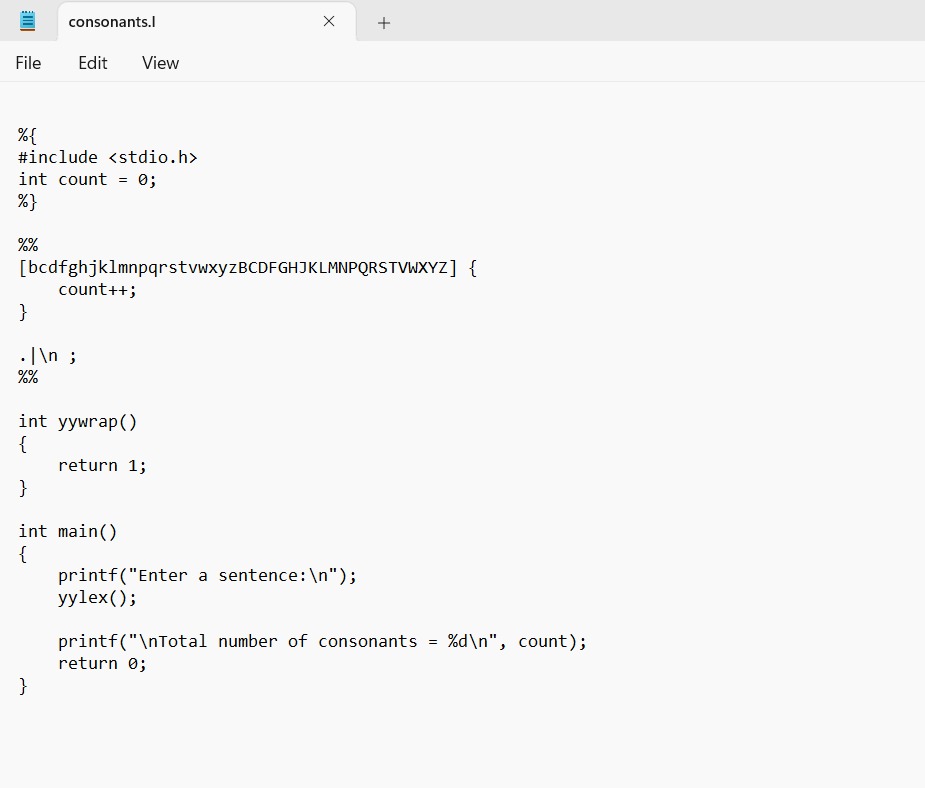 consonants.l
File Edit View
%{
#include <stdio.h>
int count = 0;
%}
%%
[bcdfghjklmnpqrstvwxyzBCDFGHJKLMNPQRSTVWXYZ] {
    count++;
}
.|\n ;
%%
int yywrap()
{
    return 1;
}
int main()
{
    printf("Enter a sentence:\n");
    yylex();
    printf("\nTotal number of consonants = %d\n", count);
    return 0;
}